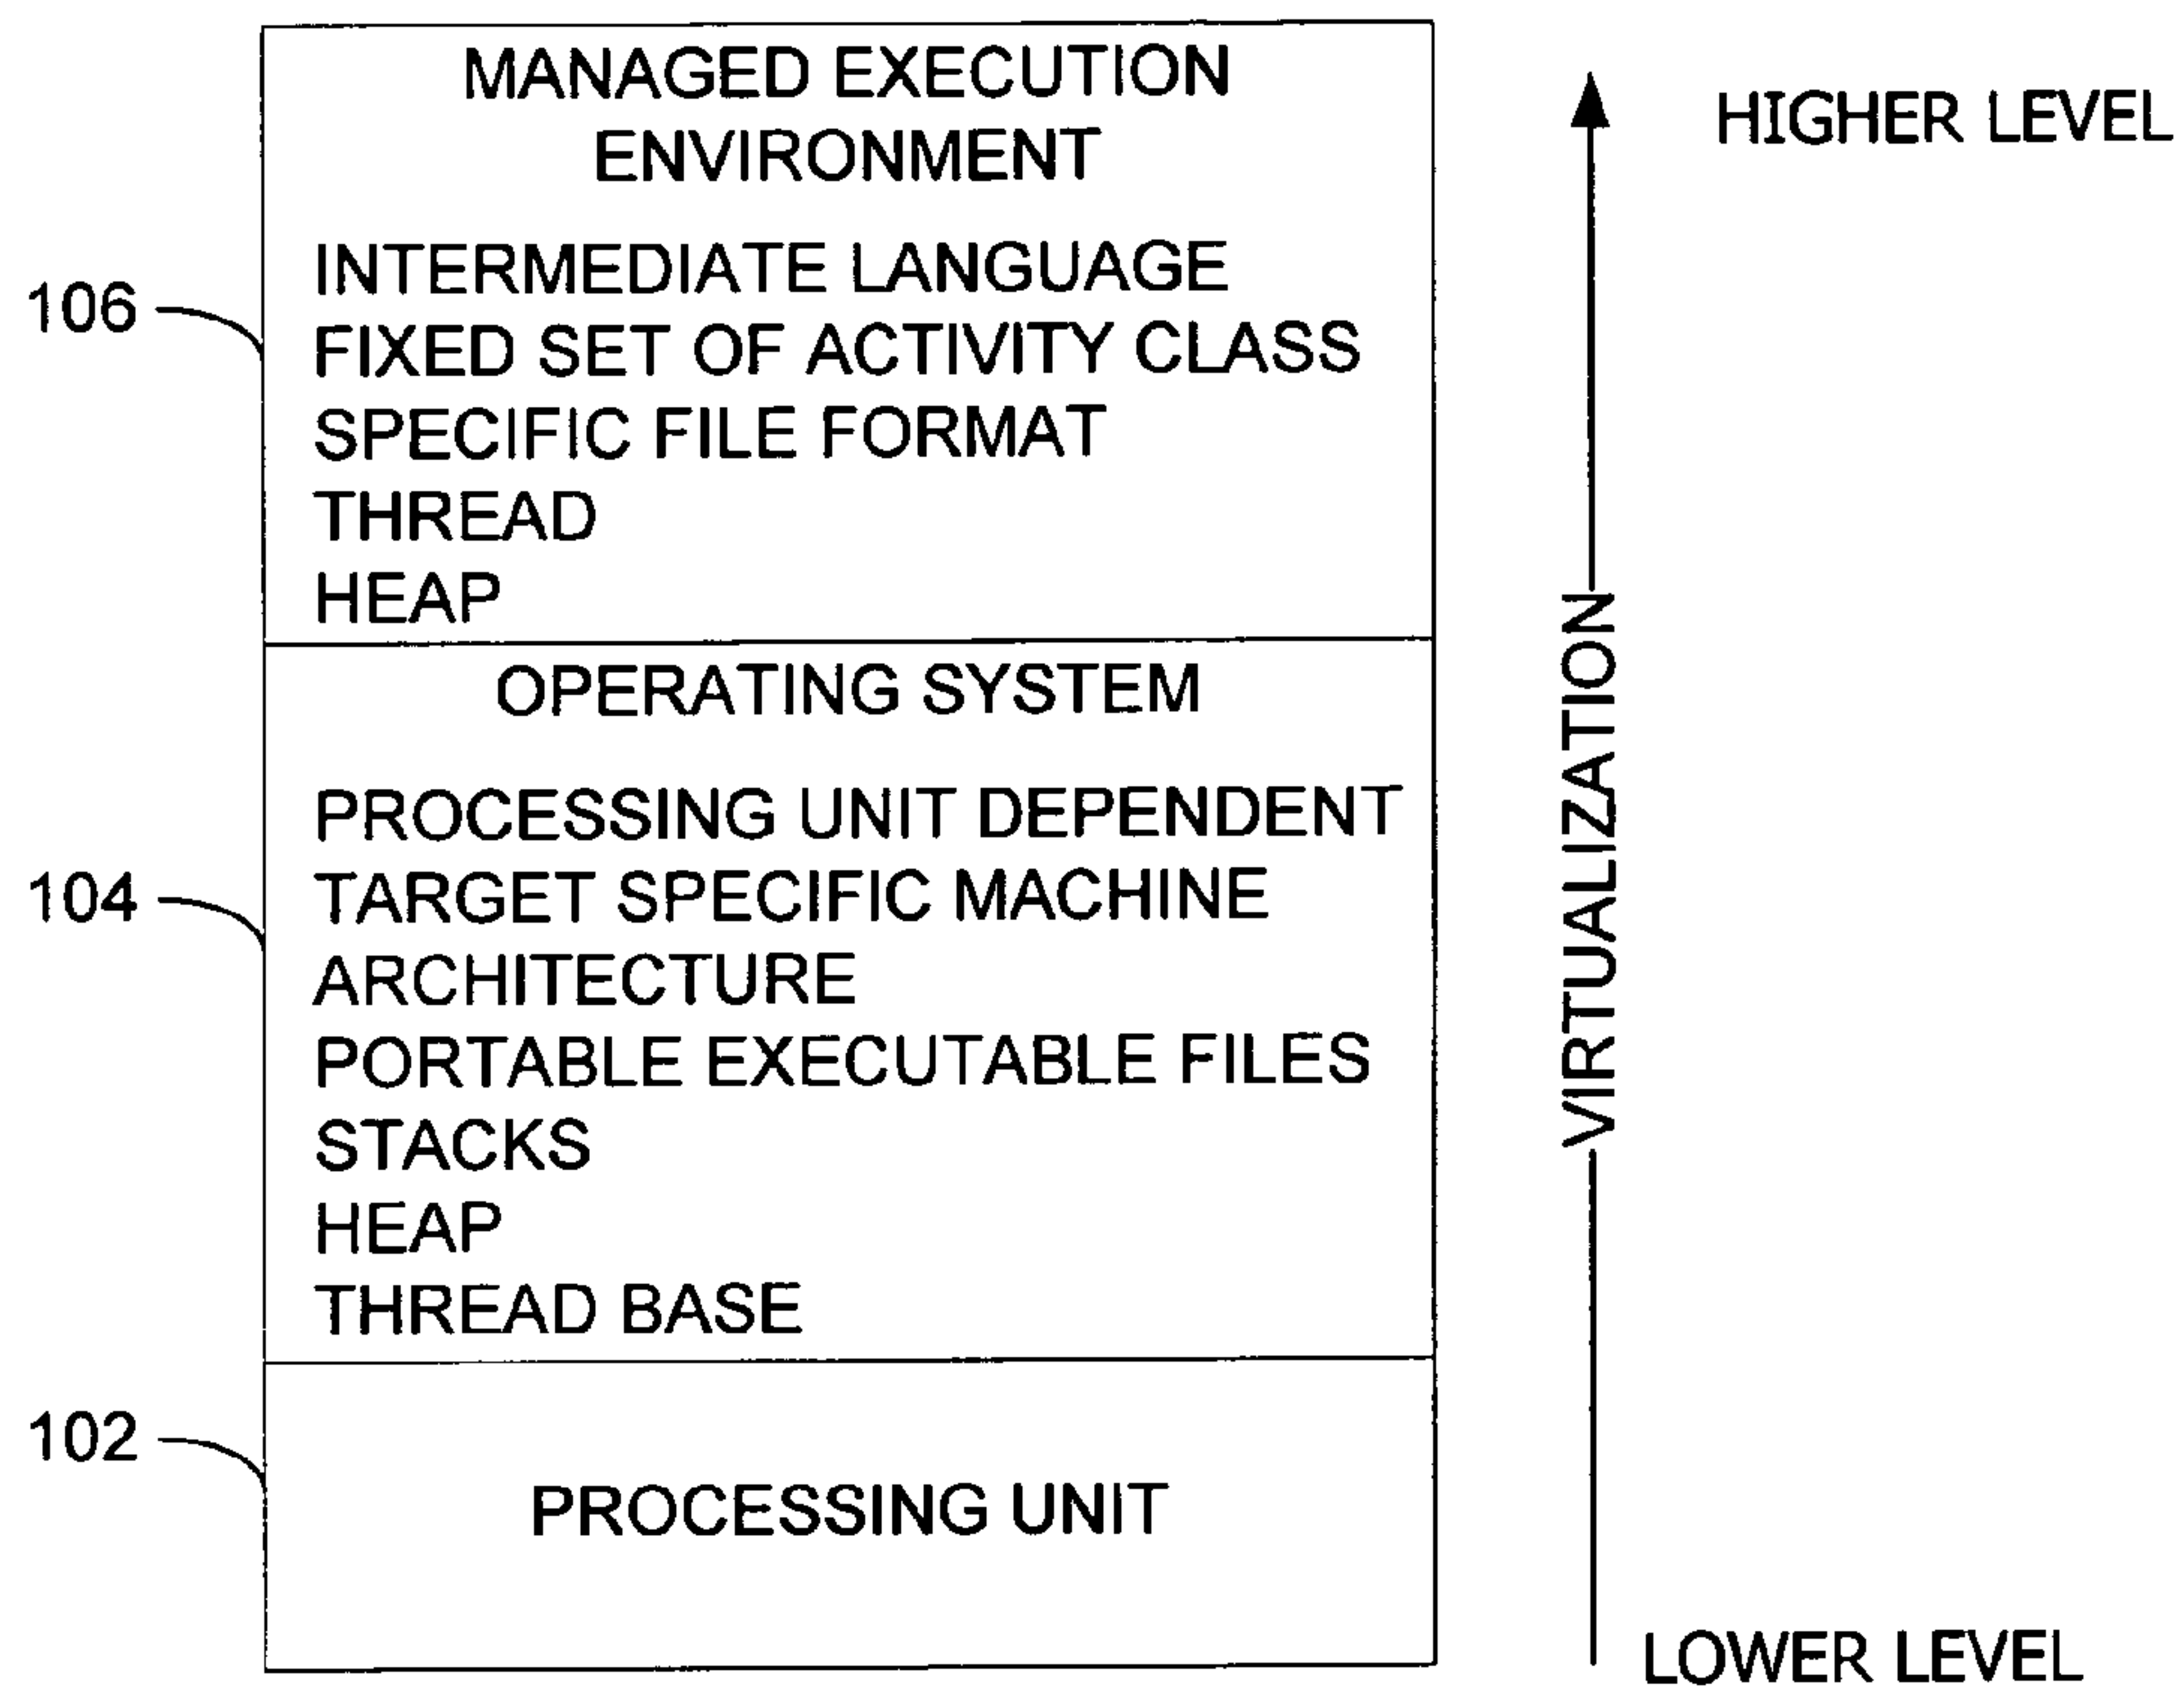 MANAGED EXECUTION
ENVIRONMENT
INTERMEDIATE LANGUAGE
FIXED SET OF ACTIVITY CLASS
SPECIFIC FILE FORMAT
THREAD
HEAP
106
OPERATING SYSTEM
PROCESSING UNIT DEPENDENT
TARGET SPECIFIC MACHINE
ARCHITECTURE
PORTABLE EXECUTABLE FILES
STACKS
HEAP
THREAD BASE
104
PROCESSING UNIT
102
HIGHER LEVEL
VIRTUALIZATION
LOWER LEVEL